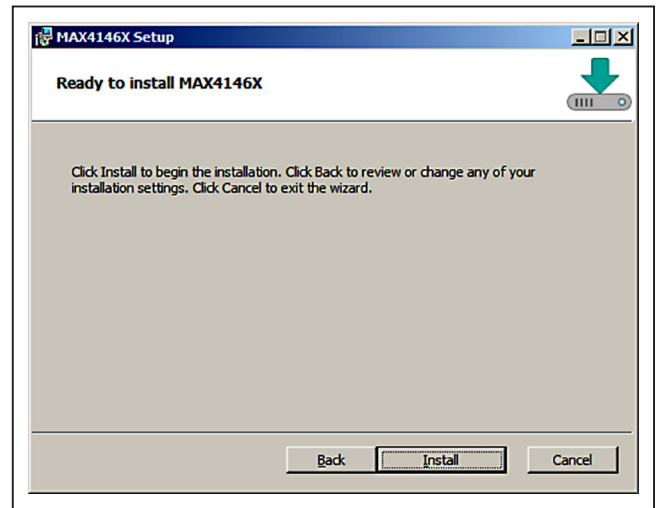 MAX4146X Setup
Ready to install MAX4146X
Click Install to begin the installation. Click Back to review or change any of your
installation settings. Click Cancel to exit the wizard.
Back Install Cancel